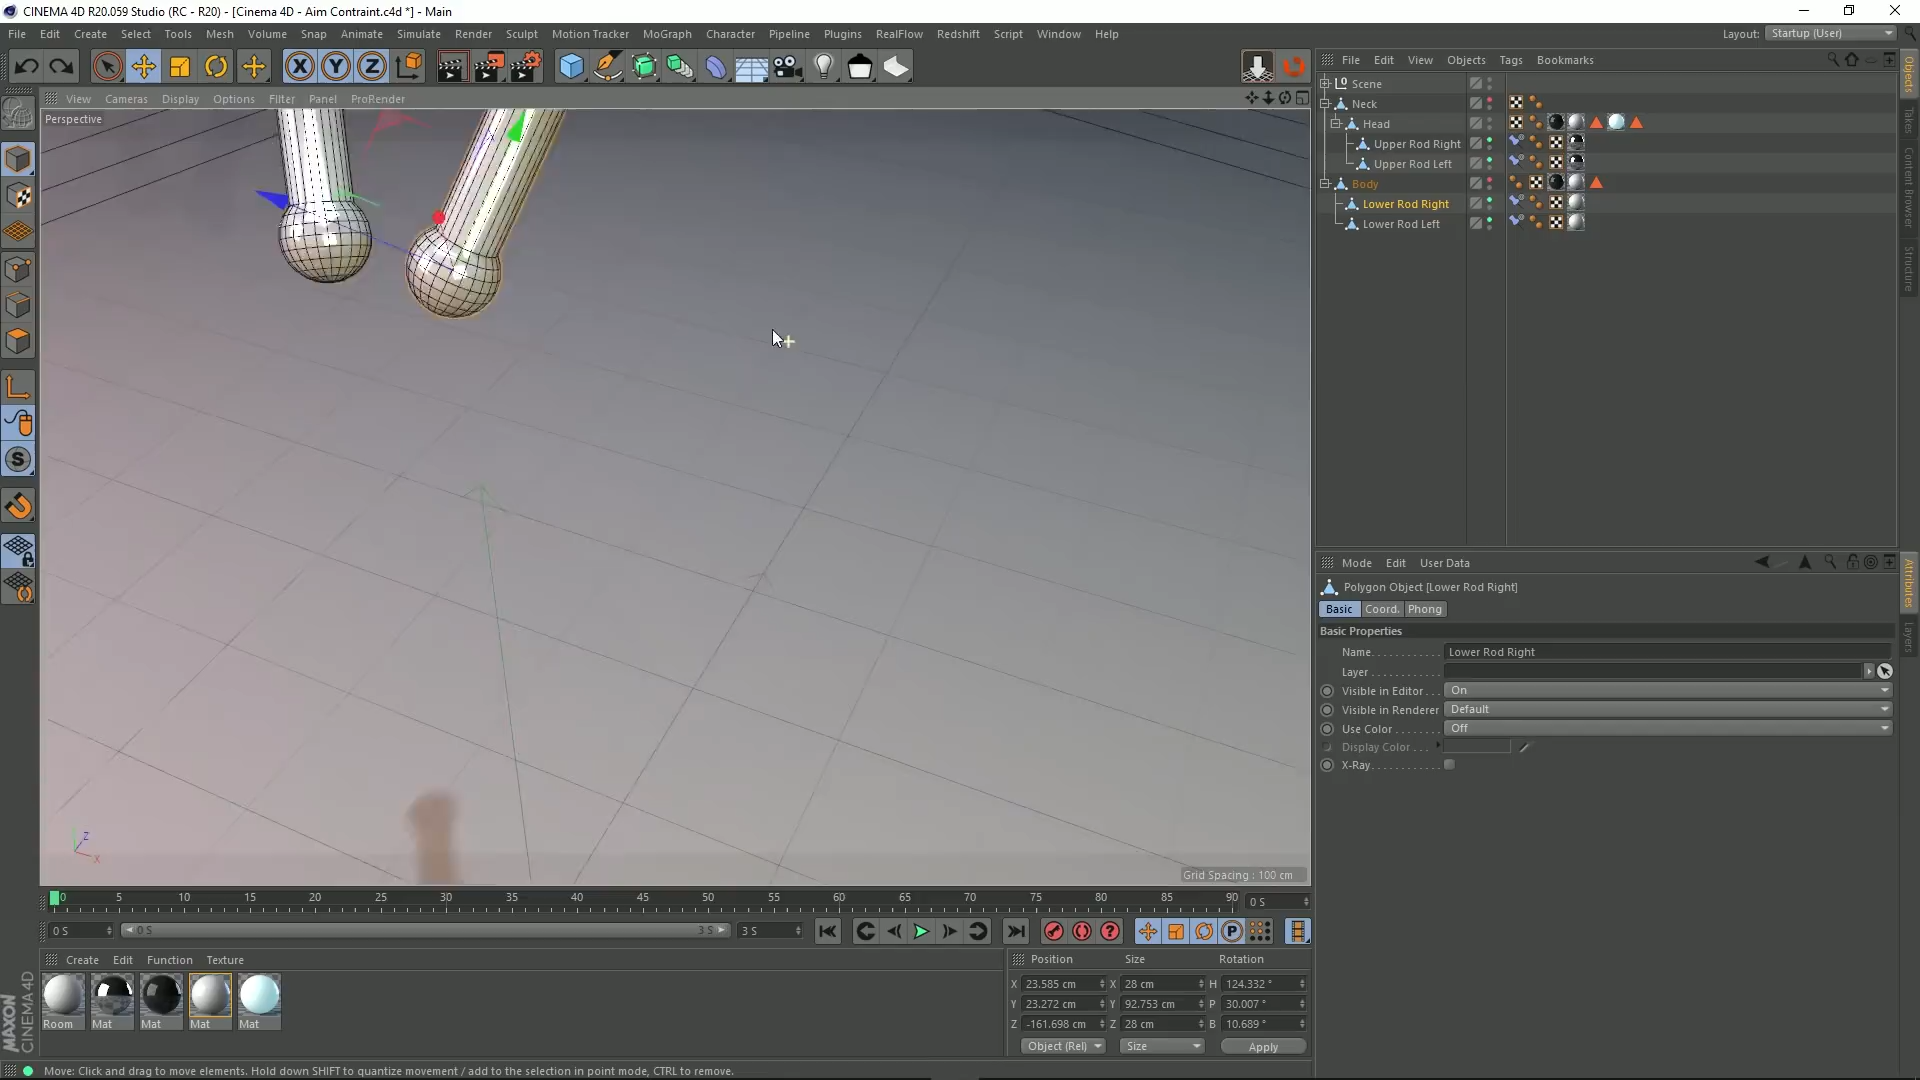 CINEMA 4D R20.059 Studio (RC - R20) - [Cinema 4D - Aim Contraint.c4d *] - Main
File Edit Create Select Tools Mesh Volume Snap Animate Simulate Render Sculpt Motion Tracker MoGraph Character Pipeline Plugins RealFlow Redshift Script Window Help Layout: Startup (User)
X Y Z
File Edit View Objects Tags Bookmarks
View Cameras Display Options Filter Panel ProRender
Perspective
Scene
Neck
Head
Upper Rod Right
Upper Rod Left
Body
Lower Rod Right
Lower Rod Left
Objects
Takes
Content Browser
Structure
Mode Edit User Data
Polygon Object [Lower Rod Right]
Basic Coord. Phong
Basic Properties
Name Lower Rod Right
Layer
Visible in Editor On
Visible in Renderer Default
Use Color Off
Display Color
X-Ray
Attributes
Layers
Z
X
Grid Spacing : 100 cm
0 5 10 15 20 25 30 35 40 45 50 55 60 65 70 75 80 85 90 0 S
0 S 0 S 3 S 3 S
Create Edit Function Texture
Room Mat Mat Mat Mat
Position Size Rotation
X 23.585 cm X 28 cm H 124.332 °
Y 23.272 cm Y 92.753 cm P 30.007 °
Z -161.698 cm Z 28 cm B 10.689 °
Object (Rel) Size Apply
MAXON CINEMA 4D
Move: Click and drag to move elements. Hold down SHIFT to quantize movement / add to the selection in point mode, CTRL to remove.